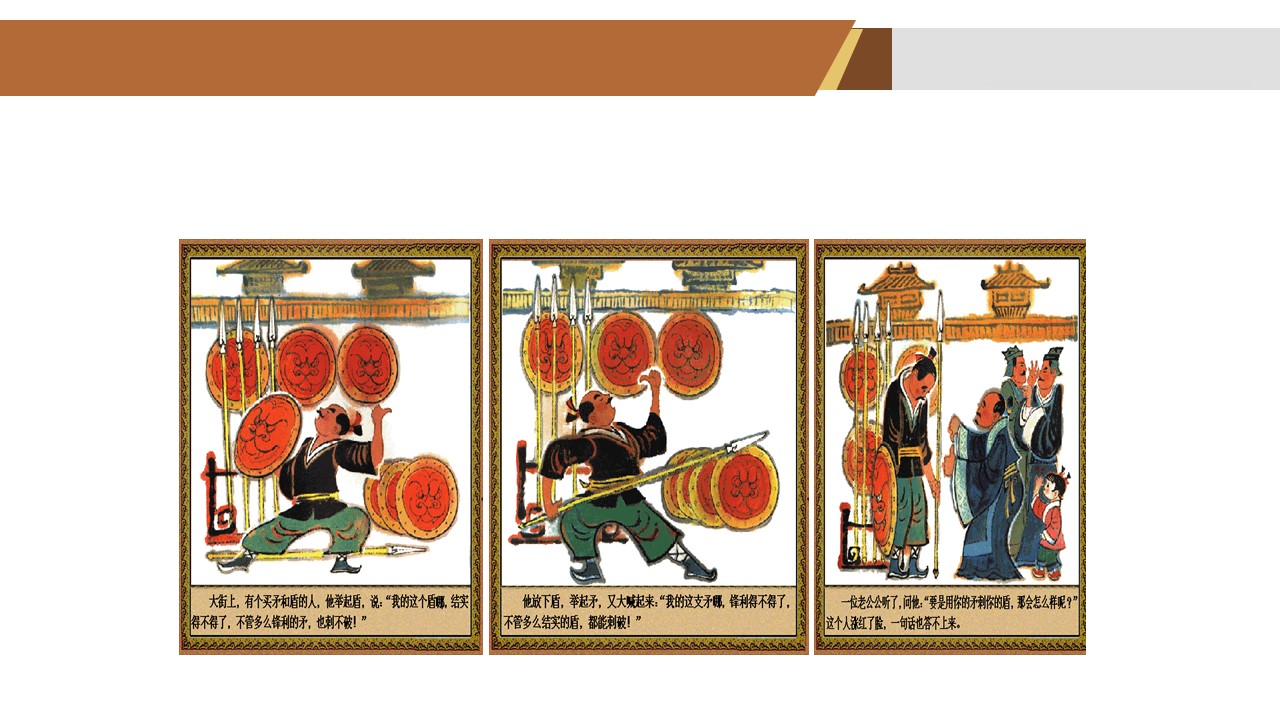 大街上，有个买矛和盾的人，他举起盾，说：“我的这个盾哪，结实
得不得了，不管多么锋利的矛，也刺不破！”
他放下盾，举起矛，又大喊起来：“我的这支矛哪，锋利得不得了，
不管多么结实的盾，都能刺破！”
一位老公公听了，问他：“要是用你的矛刺你的盾，那会怎么样呢？”
这个人涨红了脸，一句话也答不上来。